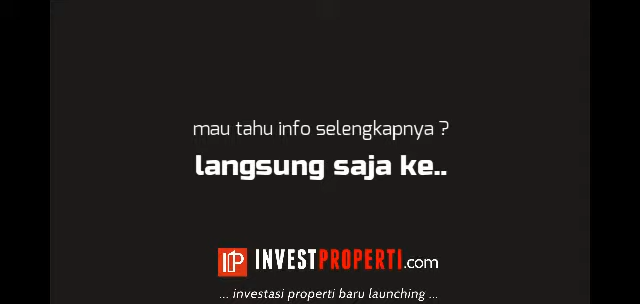 mau tahu info selengkapnya ?
langsung saja ke..
IP INVESTPROPERTI.com
... investasi properti baru launching ...